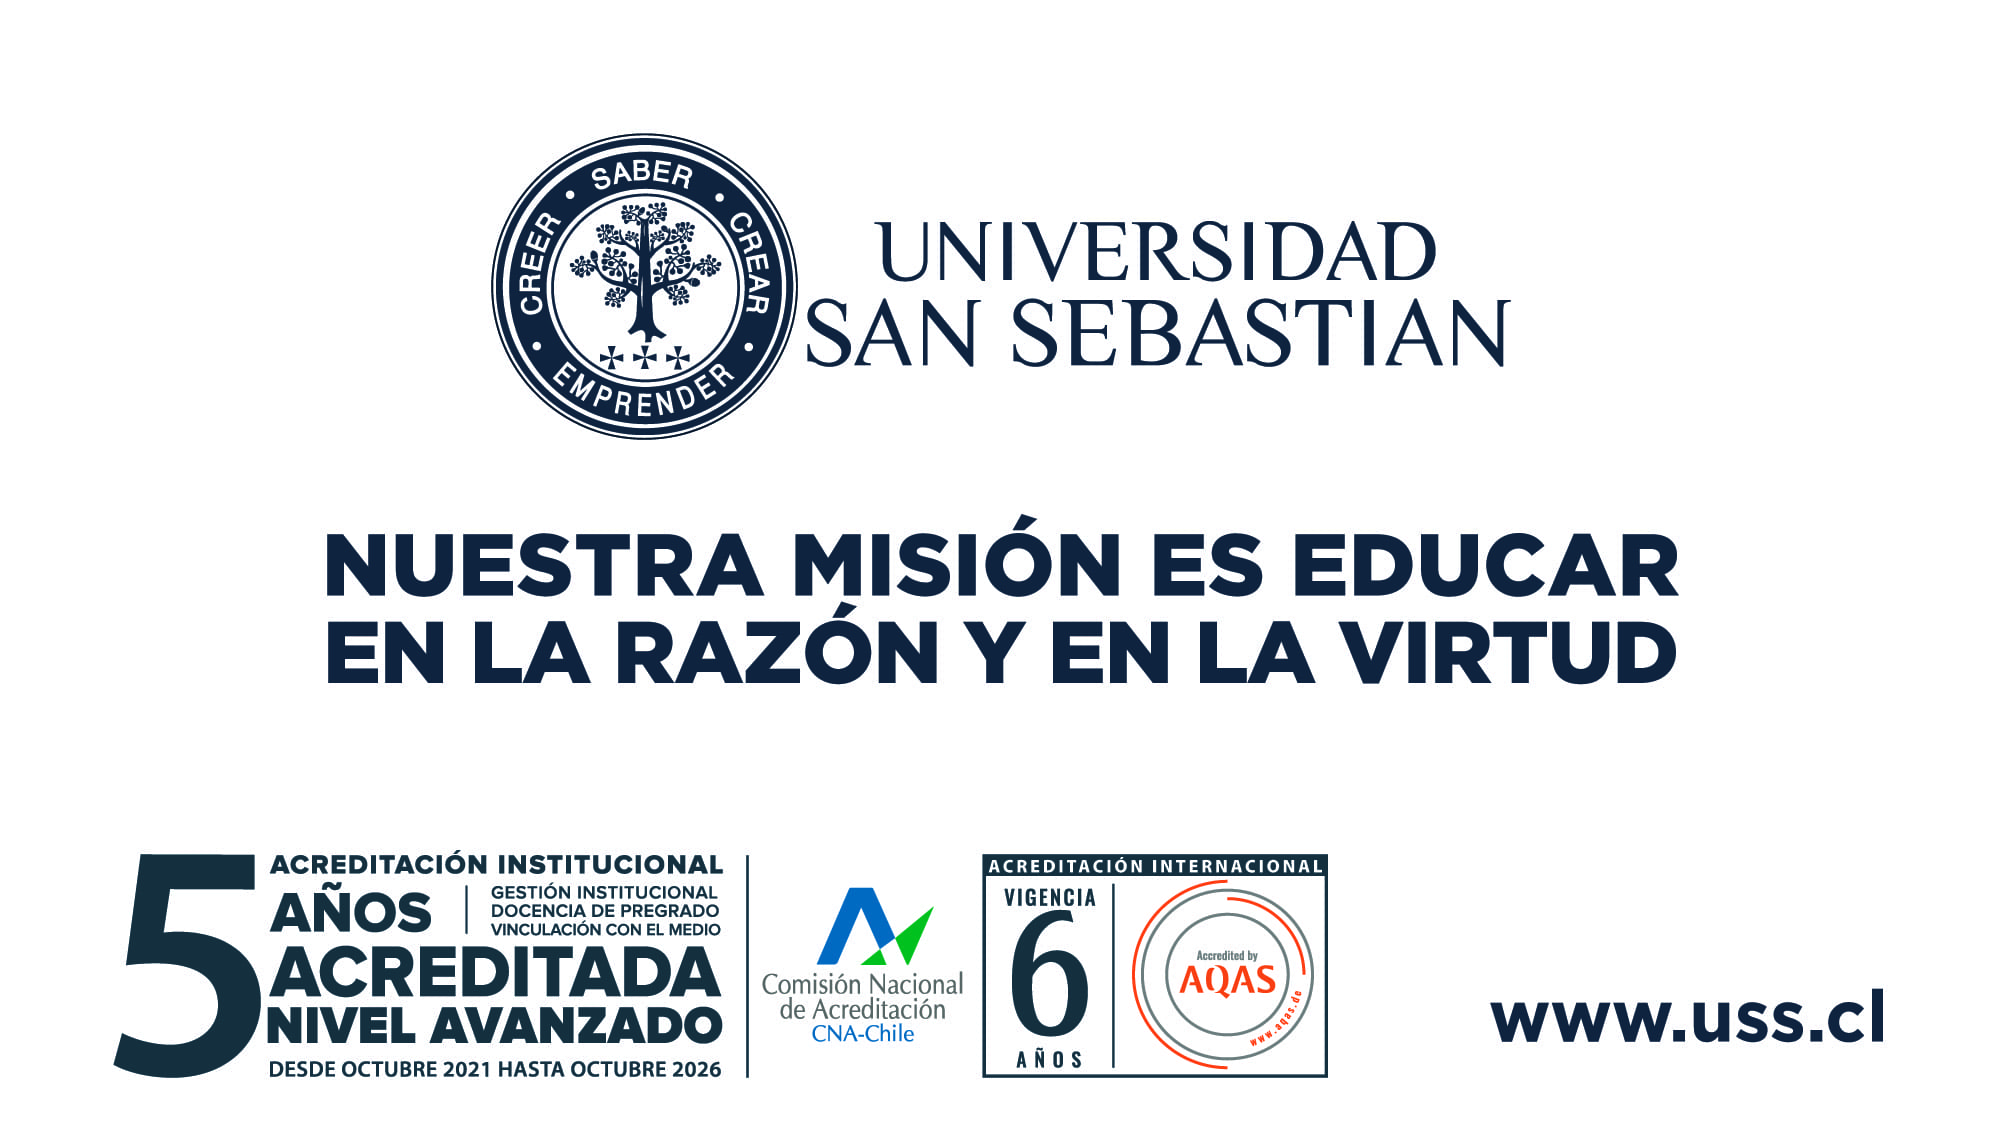 CREER • SABER • CREAR • EMPRENDER •
UNIVERSIDAD
SAN SEBASTIAN
NUESTRA MISIÓN ES EDUCAR
EN LA RAZÓN Y EN LA VIRTUD
5
ACREDITACIÓN INSTITUCIONAL
AÑOS
GESTIÓN INSTITUCIONAL
DOCENCIA DE PREGRADO
VINCULACIÓN CON EL MEDIO
ACREDITADA
NIVEL AVANZADO
DESDE OCTUBRE 2021 HASTA OCTUBRE 2026
Comisión Nacional
de Acreditación
CNA-Chile
ACREDITACIÓN INTERNACIONAL
VIGENCIA
6
AÑOS
Accredited by
AQAS
www.aqas.de
www.uss.cl